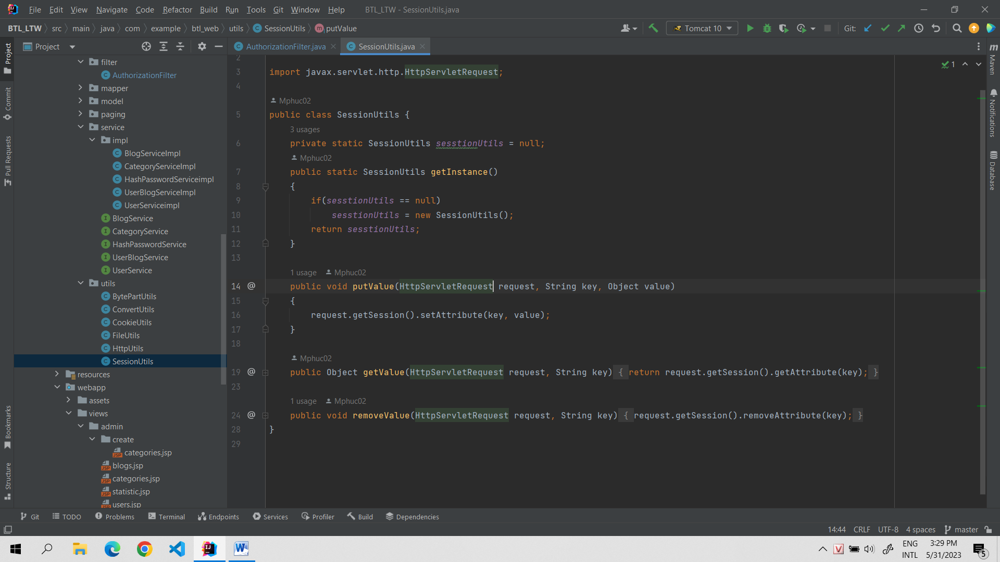 File Edit View Navigate Code Refactor Build Run Tools Git Window Help BTL_LTW - SessionUtils.java
BTL_LTW src main java com example btl_web utils SessionUtils putValue Tomcat 10 Git:
Project
AuthorizationFilter.java SessionUtils.java
filter
AuthorizationFilter
mapper
model
paging
service
impl
BlogServiceImpl
CategoryServiceImpl
HashPasswordServiceimpl
UserBlogServiceImpl
UserServiceimpl
BlogService
CategoryService
HashPasswordService
UserBlogService
UserService
utils
BytePartUtils
ConvertUtils
CookieUtils
FileUtils
HttpUtils
SessionUtils
resources
webapp
assets
views
admin
create
categories.jsp
blogs.jsp
categories.jsp
statistic.jsp
users.jsp
Project
Commit
Pull Requests
Bookmarks
Structure
2
3 import javax.servlet.http.HttpServletRequest;
4
Mphuc02
5 public class SessionUtils {
3 usages
6 private static SessionUtils sesstionUtils = null;
Mphuc02
7 public static SessionUtils getInstance()
8 {
9 if(sesstionUtils == null)
10 sesstionUtils = new SessionUtils();
11 return sesstionUtils;
12 }
13
1 usage Mphuc02
14 @ public void putValue(HttpServletRequest request, String key, Object value)
15 {
16 request.getSession().setAttribute(key, value);
17 }
18
Mphuc02
19 @ public Object getValue(HttpServletRequest request, String key) { return request.getSession().getAttribute(key); }
23
1 usage Mphuc02
24 @ public void removeValue(HttpServletRequest request, String key) { request.getSession().removeAttribute(key); }
28 }
29
1
m
Maven
Notifications
Database
Git TODO Problems Terminal Endpoints Services Profiler Build Dependencies
14:44 CRLF UTF-8 4 spaces master
ENG
INTL
3:29 PM
5/31/2023
5